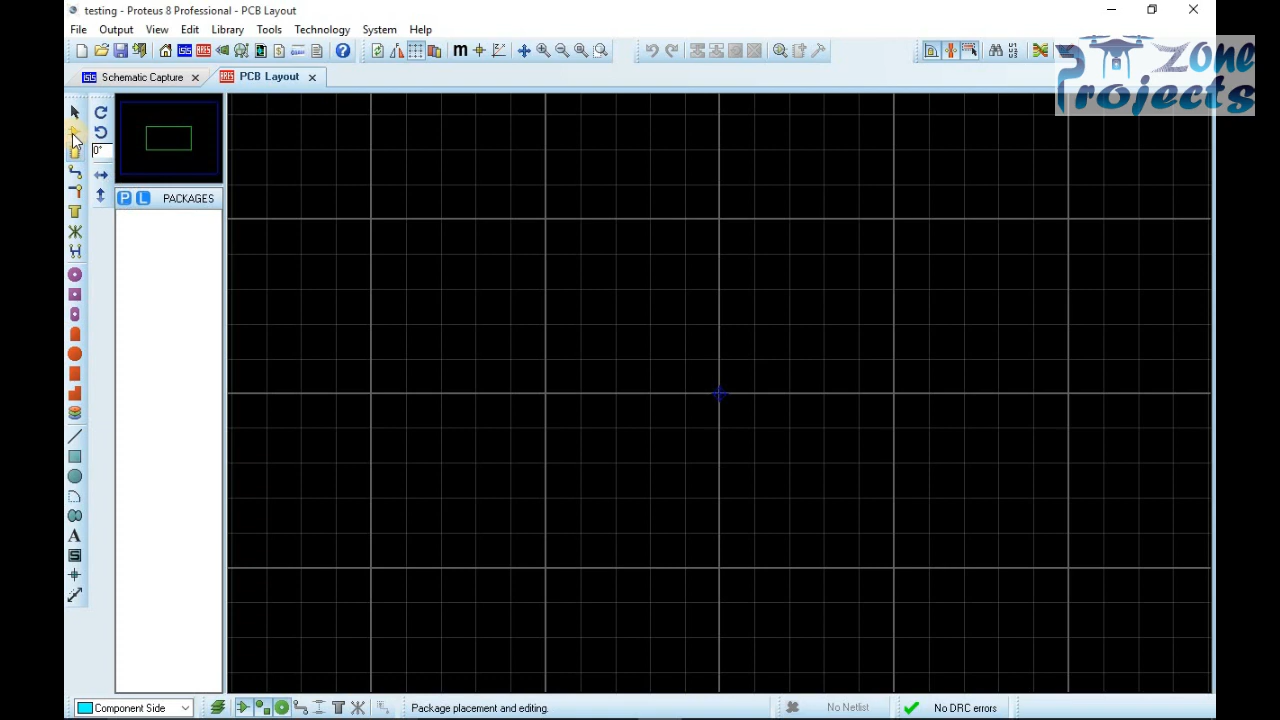 testing - Proteus 8 Professional - PCB Layout
File Output View Edit Library Tools Technology System Help
Schematic Capture PCB Layout
Zone Projects
0°
P L PACKAGES
Component Side Package placement and editing. No Netlist No DRC errors